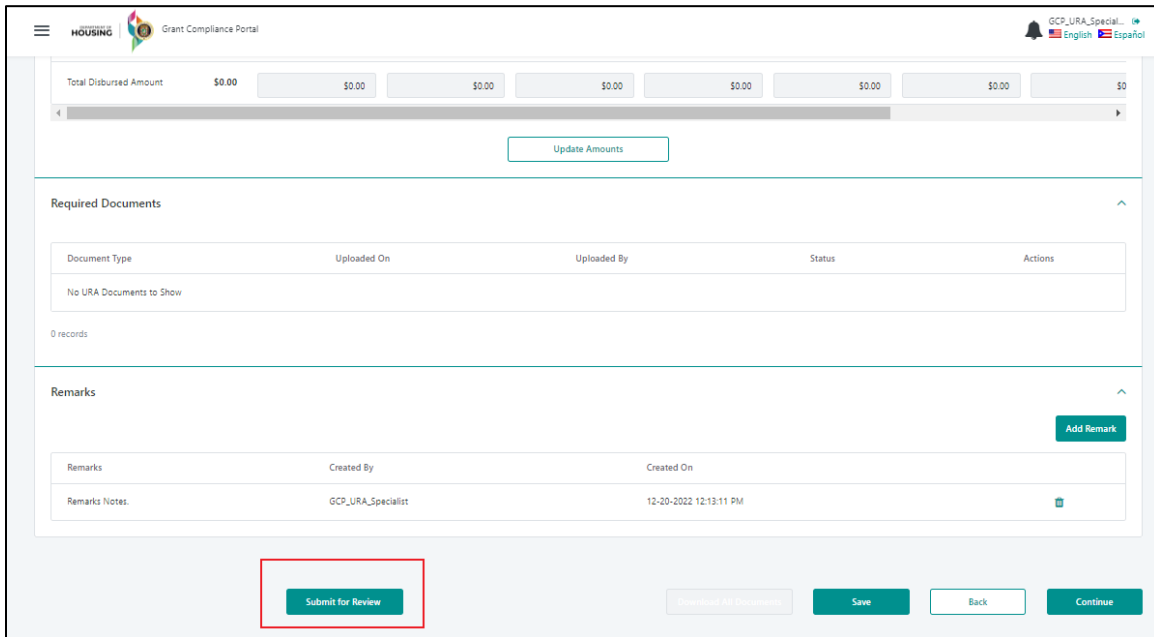 DEPARTMENT OF
HOUSING
Grant Compliance Portal
GCP_URA_Special...
English Español
Total Disbursed Amount $0.00 $0.00 $0.00 $0.00 $0.00 $0.00 $0.00 $0
Update Amounts
Required Documents
Document Type Uploaded On Uploaded By Status Actions
No URA Documents to Show
0 records
Remarks
Add Remark
Remarks Created By Created On
Remarks Notes. GCP_URA_Specialist 12-20-2022 12:13:11 PM
Submit for Review Download All Documents Save Back Continue